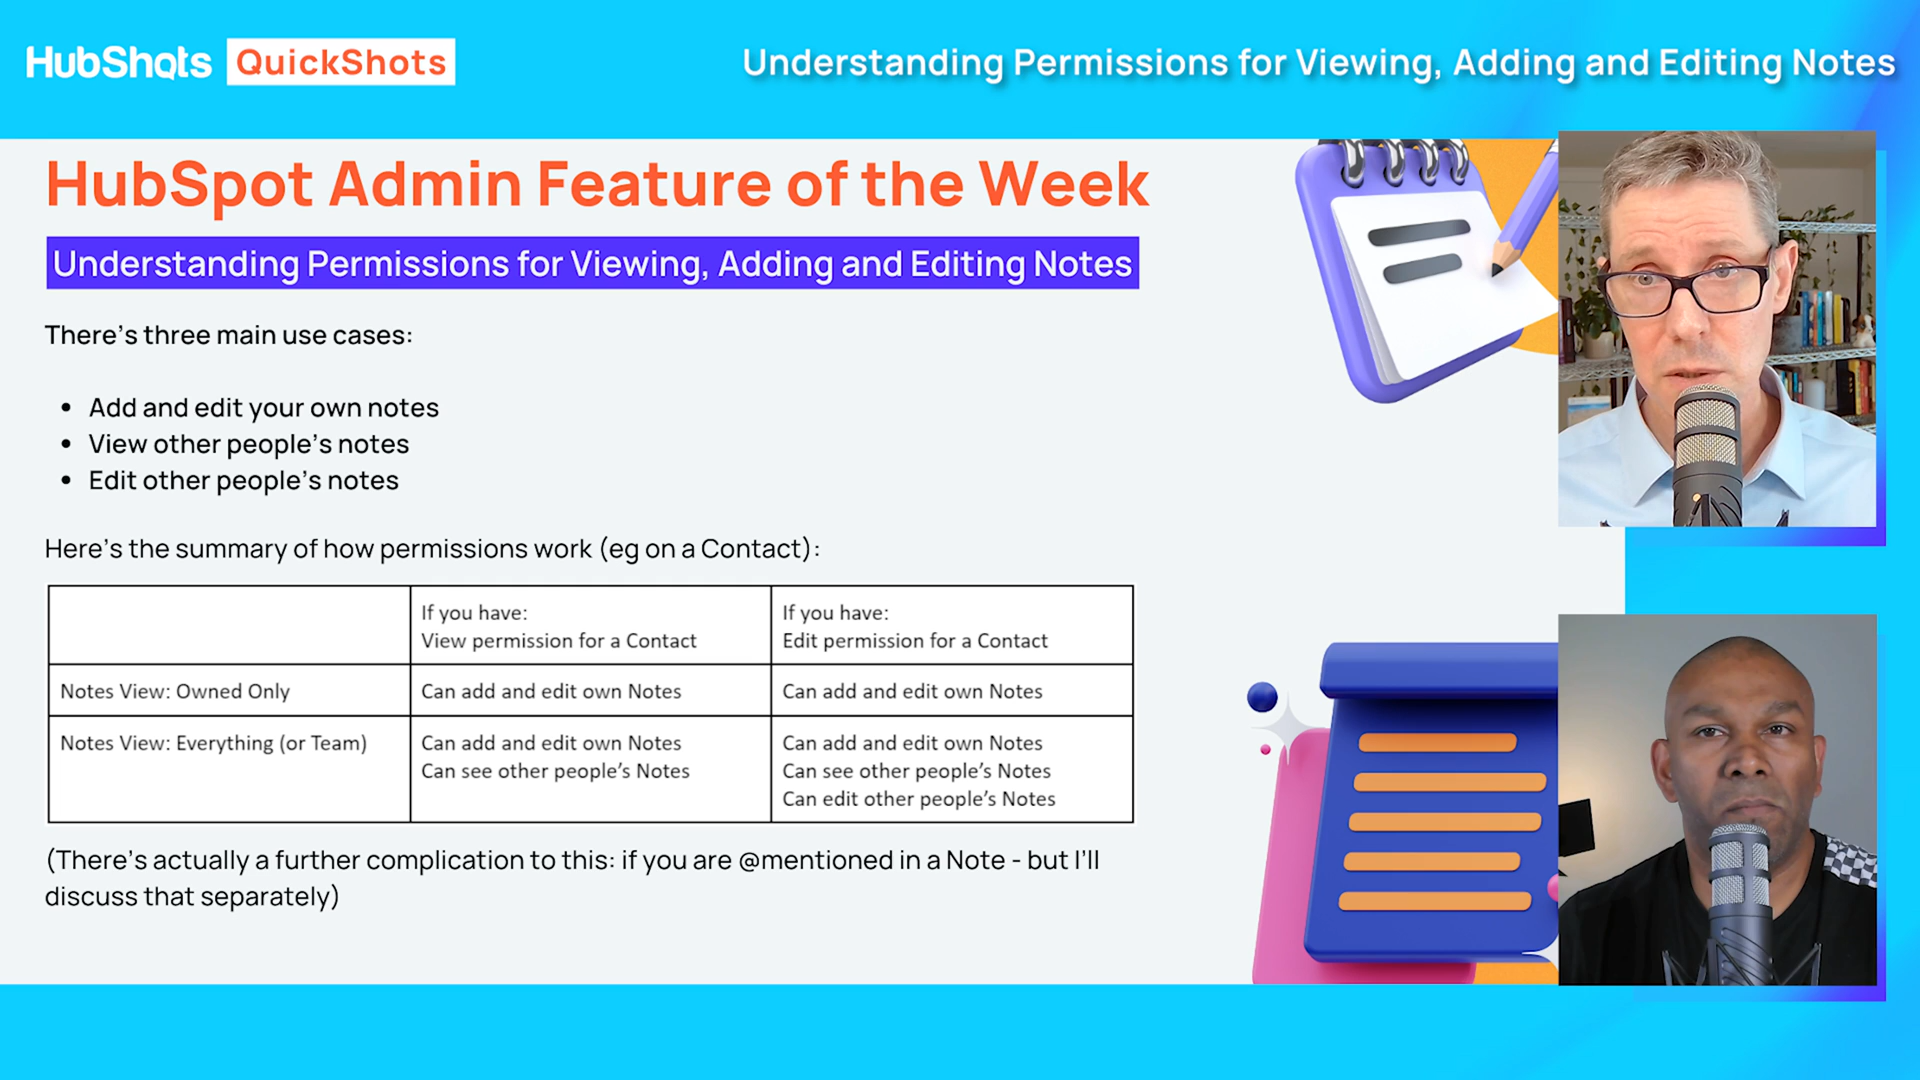 HubShots QuickShots
Understanding Permissions for Viewing, Adding and Editing Notes
HubSpot Admin Feature of the Week
Understanding Permissions for Viewing, Adding and Editing Notes
There's three main use cases:
• Add and edit your own notes
• View other people's notes
• Edit other people's notes
Here's the summary of how permissions work (eg on a Contact):
If you have:
View permission for a Contact
If you have:
Edit permission for a Contact
Notes View: Owned Only
Can add and edit own Notes
Can add and edit own Notes
Notes View: Everything (or Team)
Can add and edit own Notes
Can see other people's Notes
Can add and edit own Notes
Can see other people's Notes
Can edit other people's Notes
(There's actually a further complication to this: if you are @mentioned in a Note - but I'll
discuss that separately)